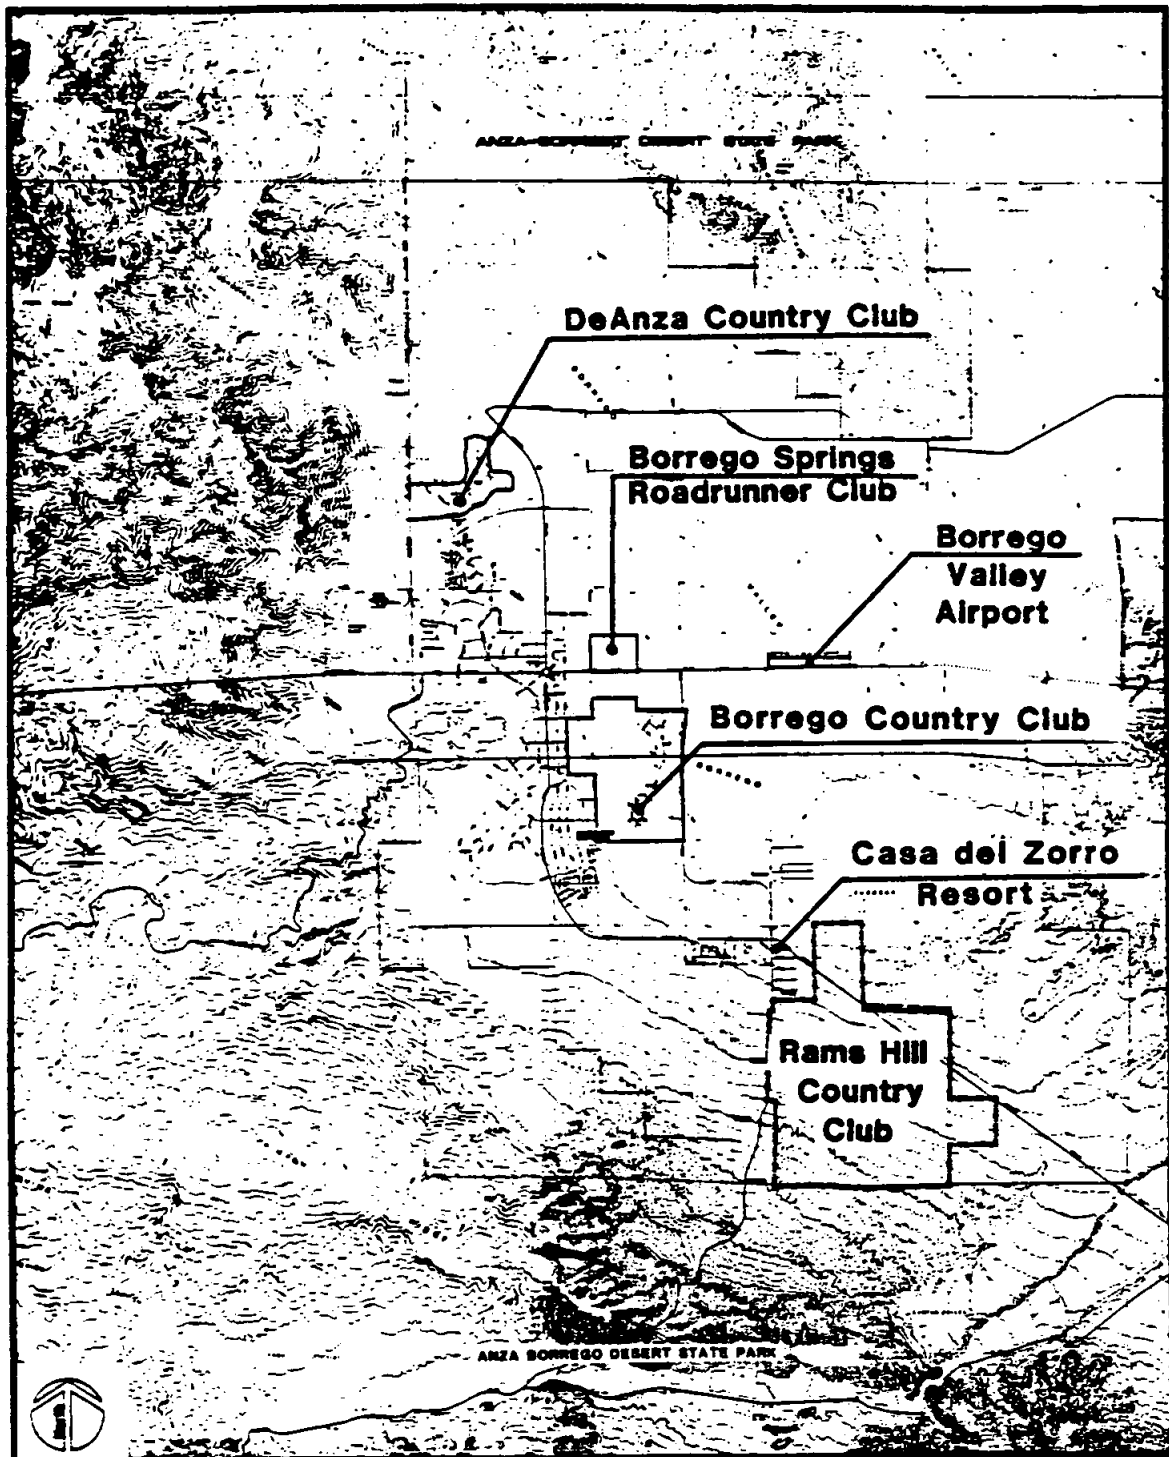 ANZA-BORREGO DESERT STATE PARK
DeAnza Country Club
Borrego Springs
Roadrunner Club
Borrego
Valley
Airport
Borrego Country Club
Casa del Zorro
Resort
Rams Hill
Country
Club
ANZA BORREGO DESERT STATE PARK
North